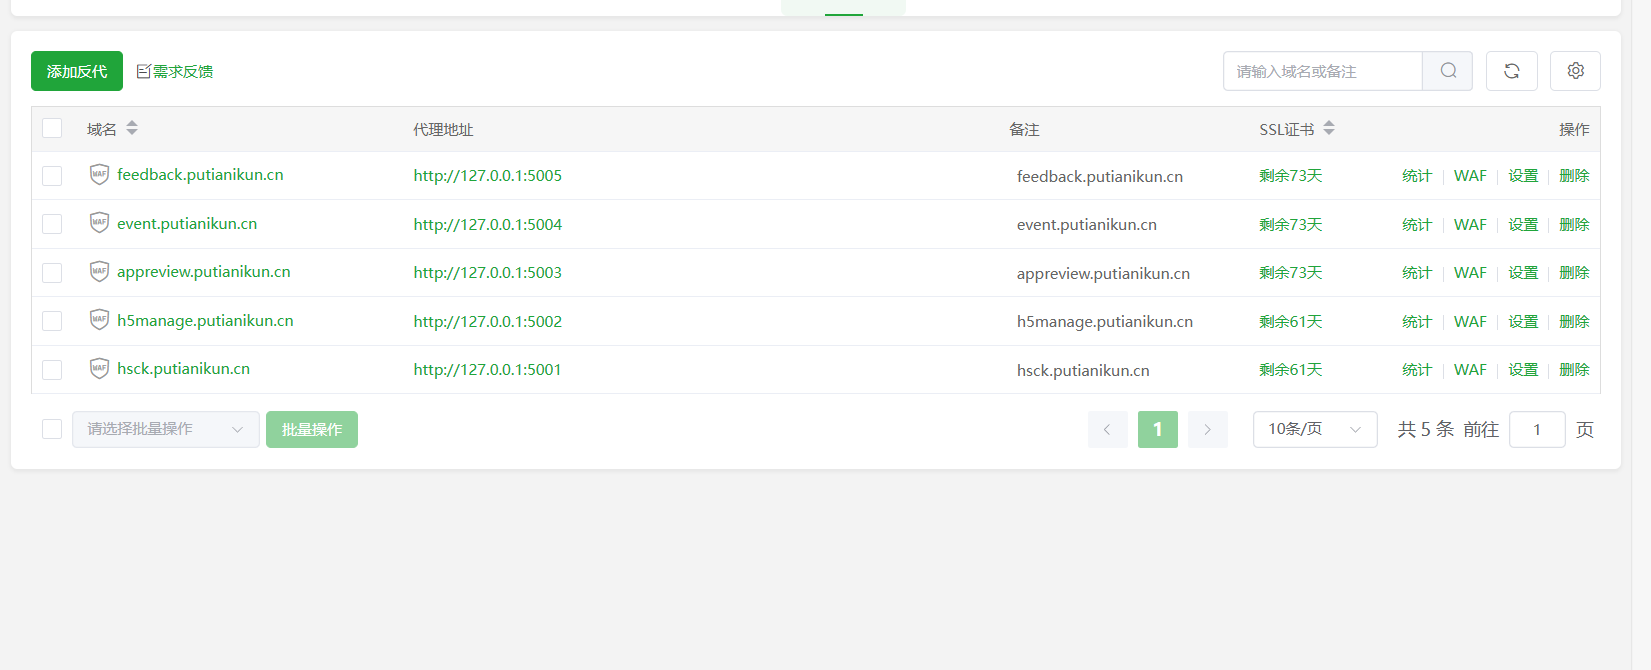 添加反代 需求反馈 请输入域名或备注
域名 代理地址 备注 SSL证书 操作
WAF feedback.putianikun.cn http://127.0.0.1:5005 feedback.putianikun.cn 剩余73天 统计 WAF 设置 删除
WAF event.putianikun.cn http://127.0.0.1:5004 event.putianikun.cn 剩余73天 统计 WAF 设置 删除
WAF appreview.putianikun.cn http://127.0.0.1:5003 appreview.putianikun.cn 剩余73天 统计 WAF 设置 删除
WAF h5manage.putianikun.cn http://127.0.0.1:5002 h5manage.putianikun.cn 剩余61天 统计 WAF 设置 删除
WAF hsck.putianikun.cn http://127.0.0.1:5001 hsck.putianikun.cn 剩余61天 统计 WAF 设置 删除
请选择批量操作 批量操作 1 10条/页 共 5 条 前往 1 页